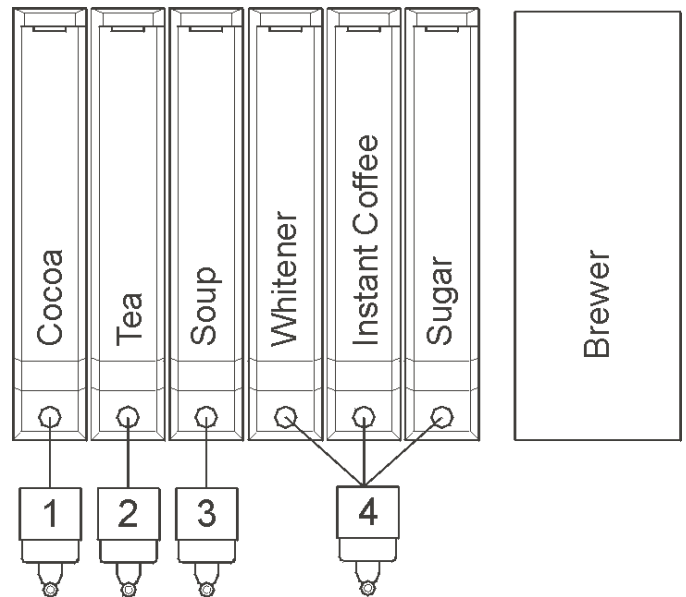 Cocoa
Tea
Soup
Whitener
Instant Coffee
Sugar
Brewer
1
2
3
4